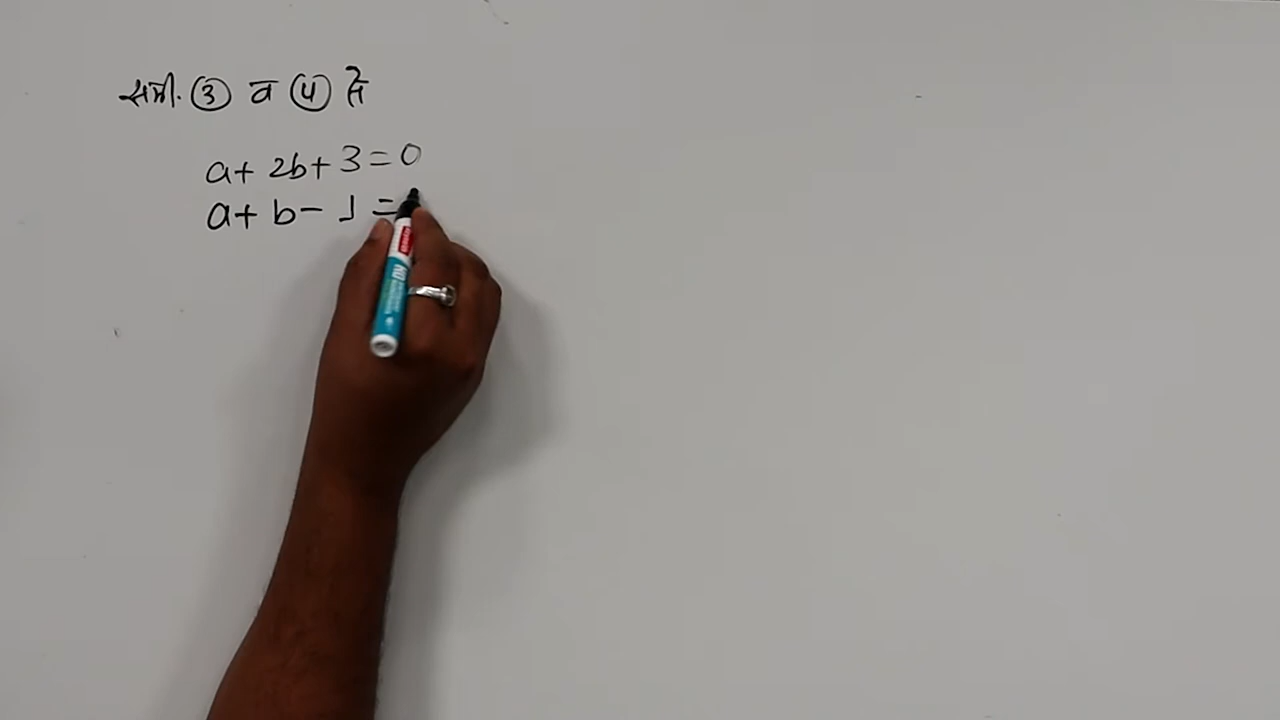 समी. ③ व ④ से
a + 2b + 3 = 0
a + b - 1 =